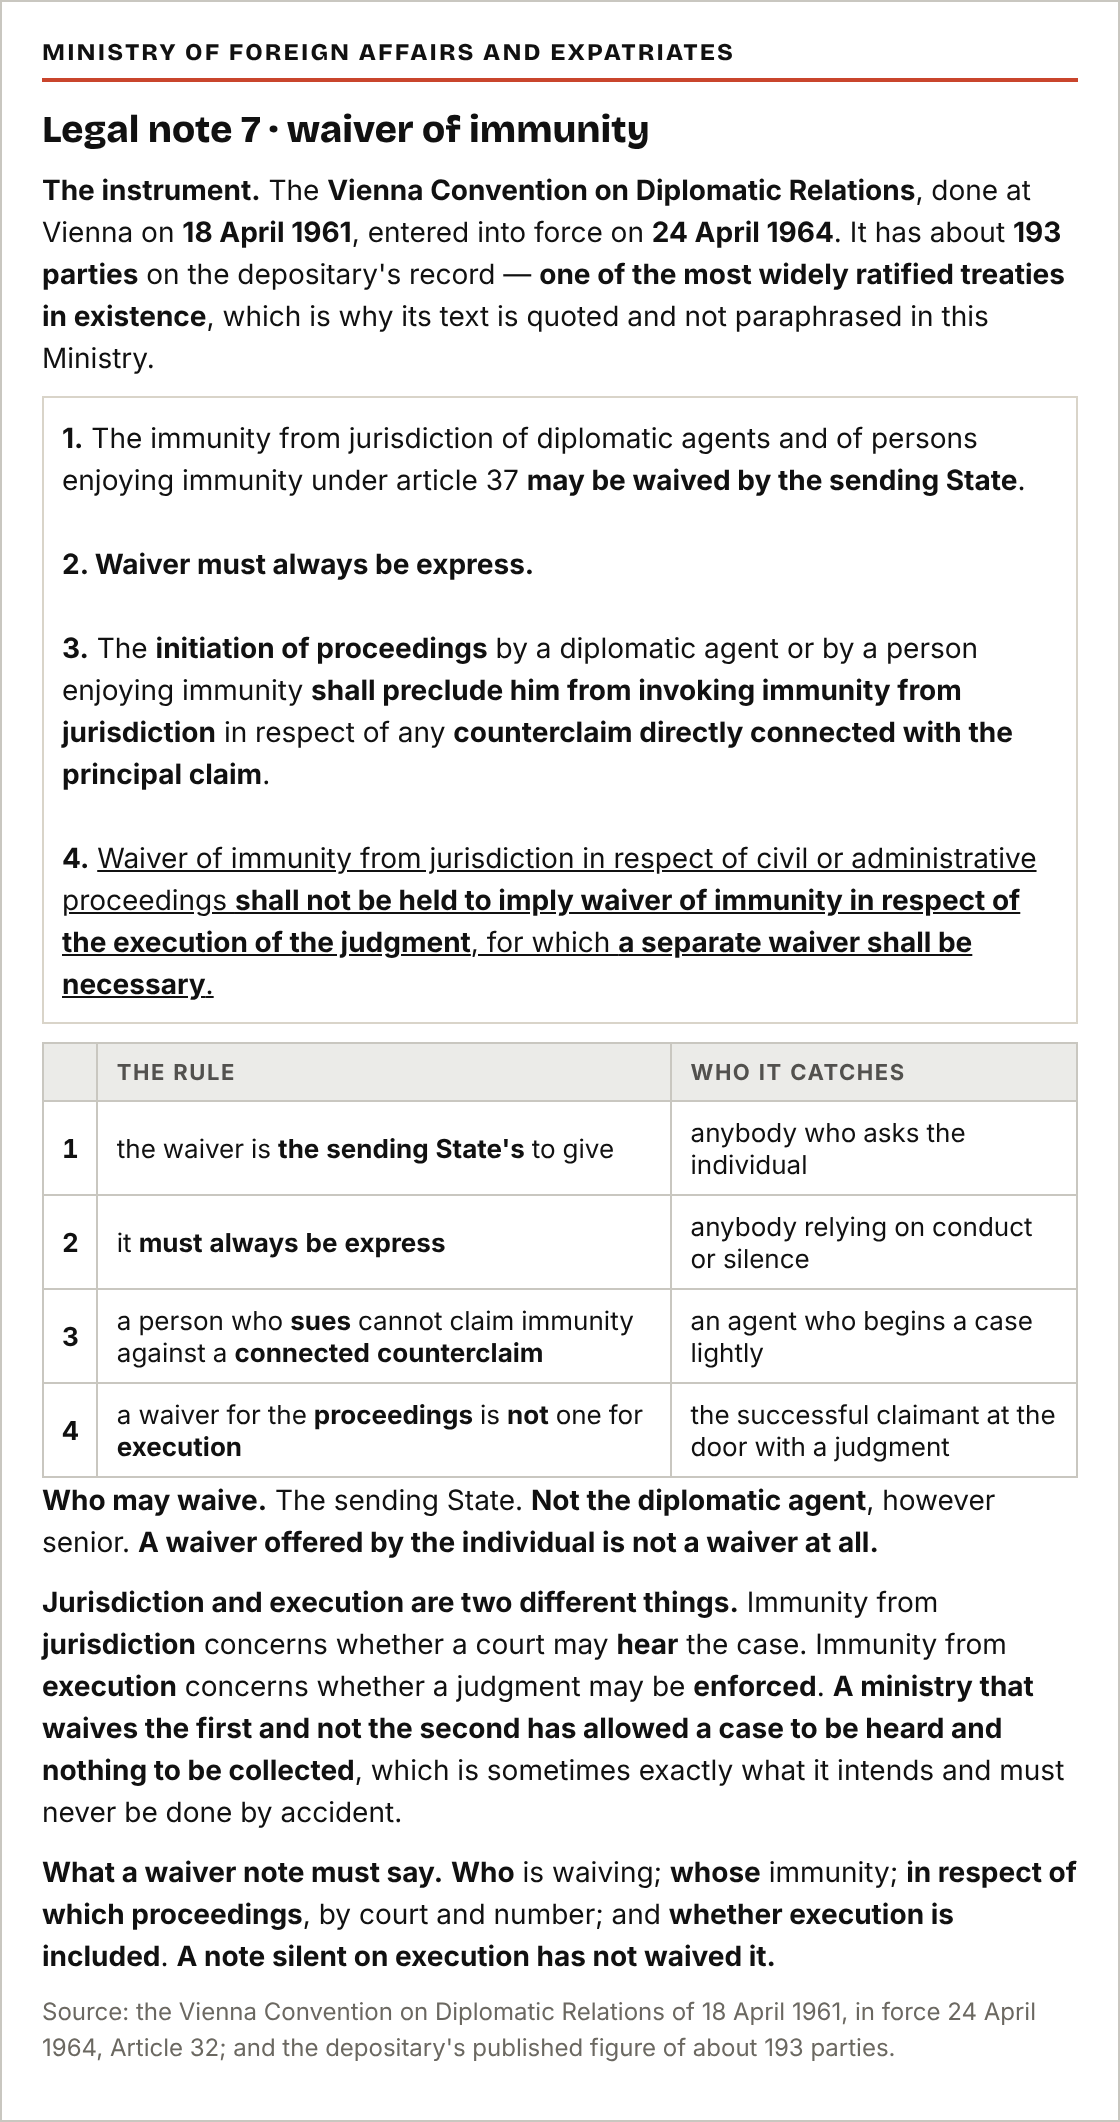 MINISTRY OF FOREIGN AFFAIRS AND EXPATRIATES
Legal note 7 · waiver of immunity
The instrument. The Vienna Convention on Diplomatic Relations, done at
Vienna on 18 April 1961, entered into force on 24 April 1964. It has about 193
parties on the depositary's record — one of the most widely ratified treaties
in existence, which is why its text is quoted and not paraphrased in this
Ministry.
1. The immunity from jurisdiction of diplomatic agents and of persons
enjoying immunity under article 37 may be waived by the sending State.
2. Waiver must always be express.
3. The initiation of proceedings by a diplomatic agent or by a person
enjoying immunity shall preclude him from invoking immunity from
jurisdiction in respect of any counterclaim directly connected with the
principal claim.
4. Waiver of immunity from jurisdiction in respect of civil or administrative
proceedings shall not be held to imply waiver of immunity in respect of
the execution of the judgment, for which a separate waiver shall be
necessary.
THE RULE WHO IT CATCHES
1 the waiver is the sending State's to give anybody who asks the
individual
2 it must always be express anybody relying on conduct
or silence
3 a person who sues cannot claim immunity an agent who begins a case
against a connected counterclaim lightly
4 a waiver for the proceedings is not one for the successful claimant at the
execution door with a judgment
Who may waive. The sending State. Not the diplomatic agent, however
senior. A waiver offered by the individual is not a waiver at all.
Jurisdiction and execution are two different things. Immunity from
jurisdiction concerns whether a court may hear the case. Immunity from
execution concerns whether a judgment may be enforced. A ministry that
waives the first and not the second has allowed a case to be heard and
nothing to be collected, which is sometimes exactly what it intends and must
never be done by accident.
What a waiver note must say. Who is waiving; whose immunity; in respect of
which proceedings, by court and number; and whether execution is
included. A note silent on execution has not waived it.
Source: the Vienna Convention on Diplomatic Relations of 18 April 1961, in force 24 April
1964, Article 32; and the depositary's published figure of about 193 parties.